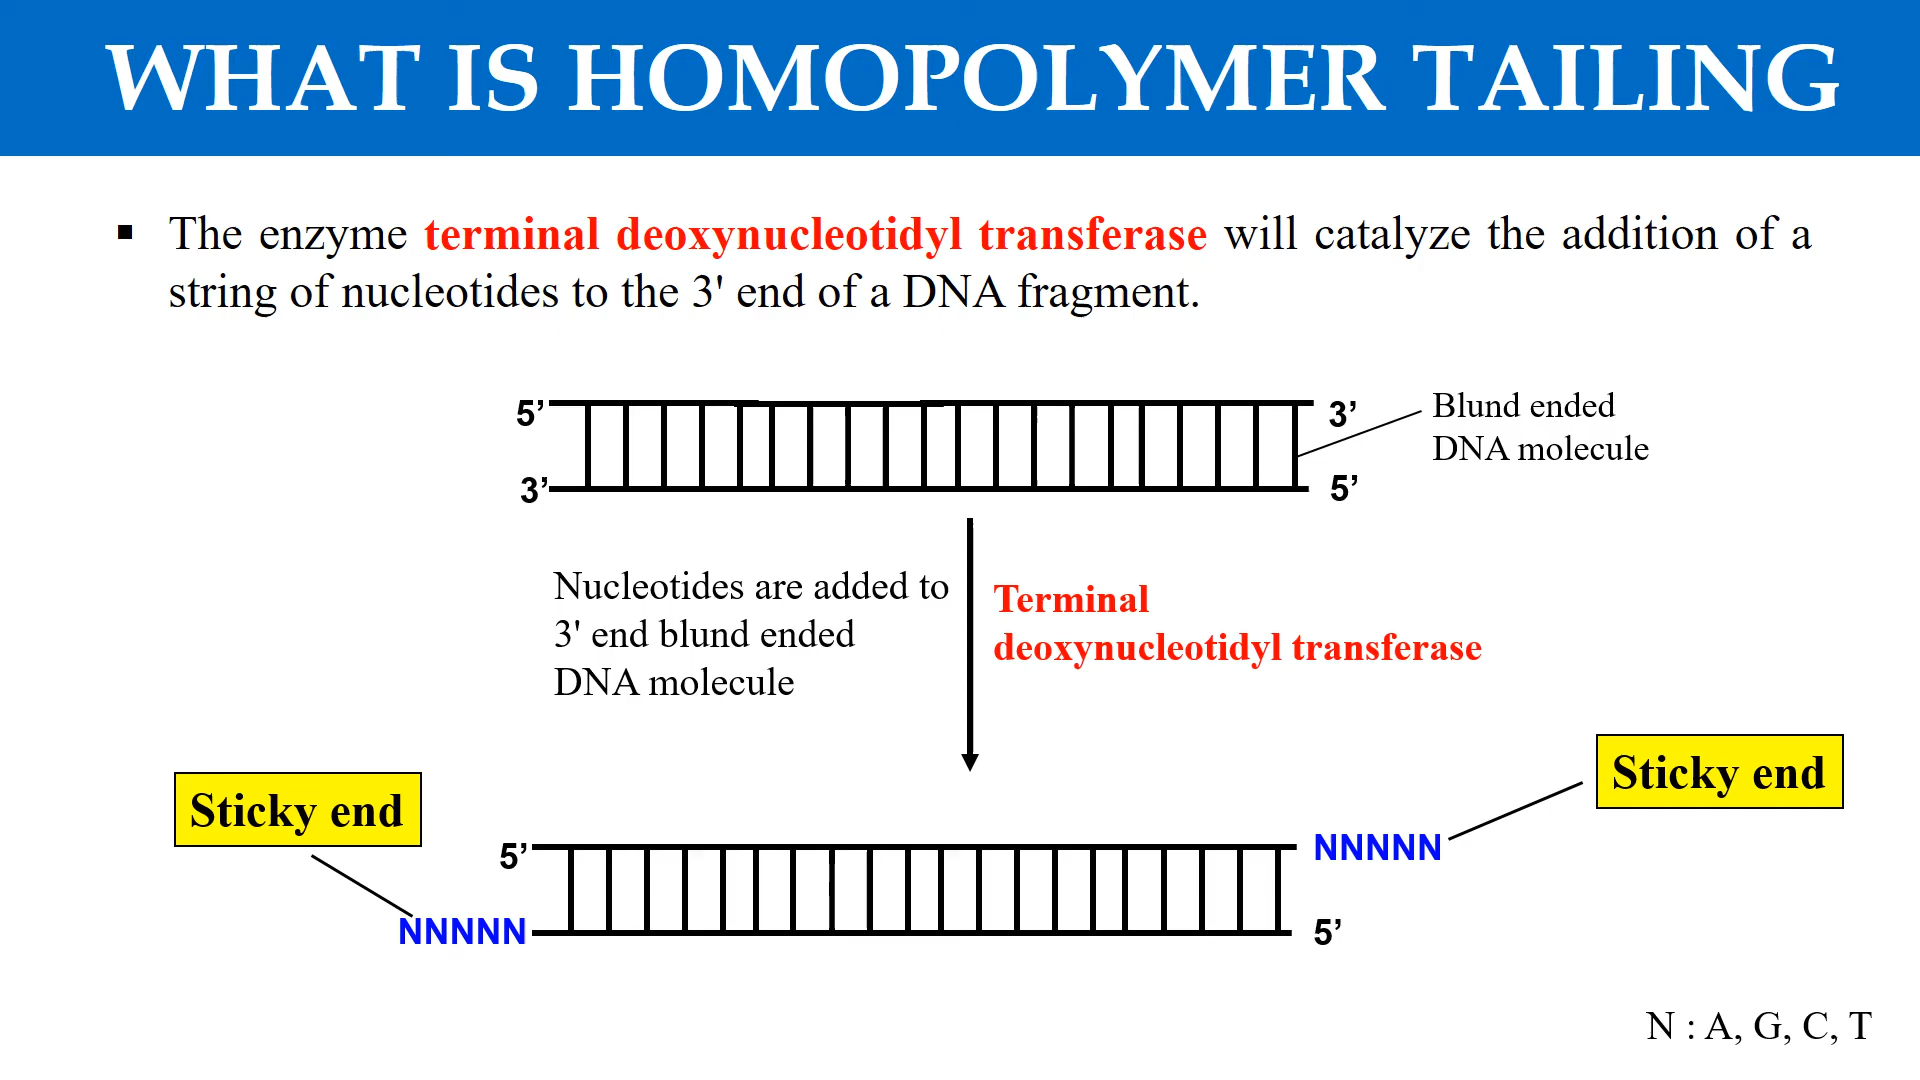 WHAT IS HOMOPOLYMER TAILING
▪ The enzyme terminal deoxynucleotidyl transferase will catalyze the addition of a
string of nucleotides to the 3' end of a DNA fragment.
5’
3’
Blund ended
DNA molecule
3’
5’
Nucleotides are added to
3' end blund ended
DNA molecule
Terminal
deoxynucleotidyl transferase
Sticky end
Sticky end
5’
NNNNN
NNNNN
5’
N : A, G, C, T